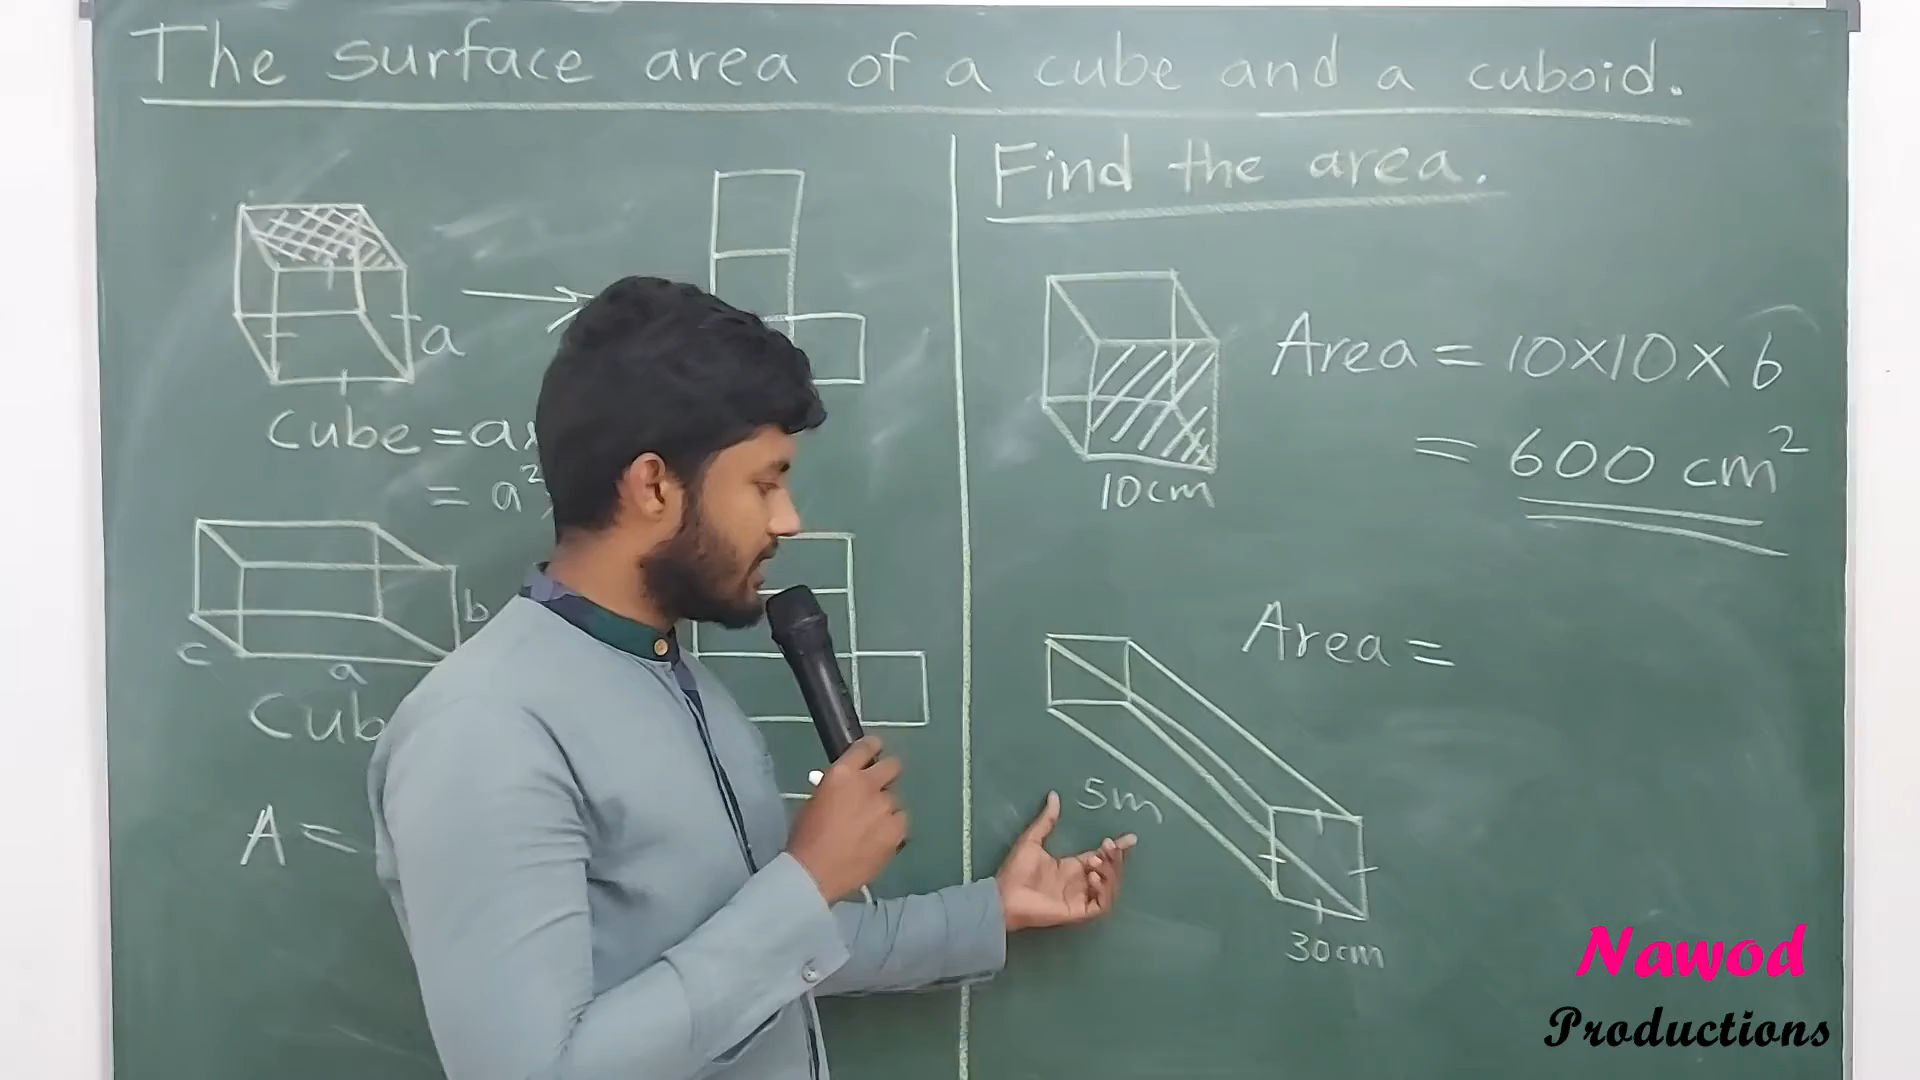 The surface area of a cube and a cuboid.
a
cube = a
= a²
b
c
a
A =
Find the area.
10cm
Area = 10×10×6
= 600 cm²
Area =
5m
30cm
Nawod
Productions